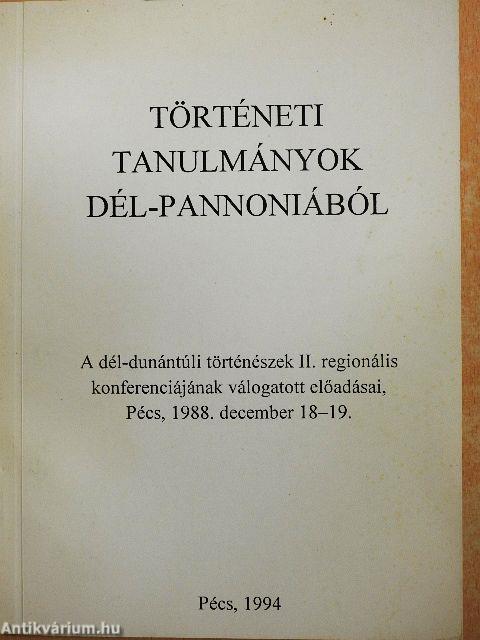 TÖRTÉNETI
TANULMÁNYOK
DÉL-PANNONIÁBÓL
A dél-dunántúli történészek II. regionális
konferenciájának válogatott előadásai,
Pécs, 1988. december 18–19.
Pécs, 1994
Antikvárium.hu